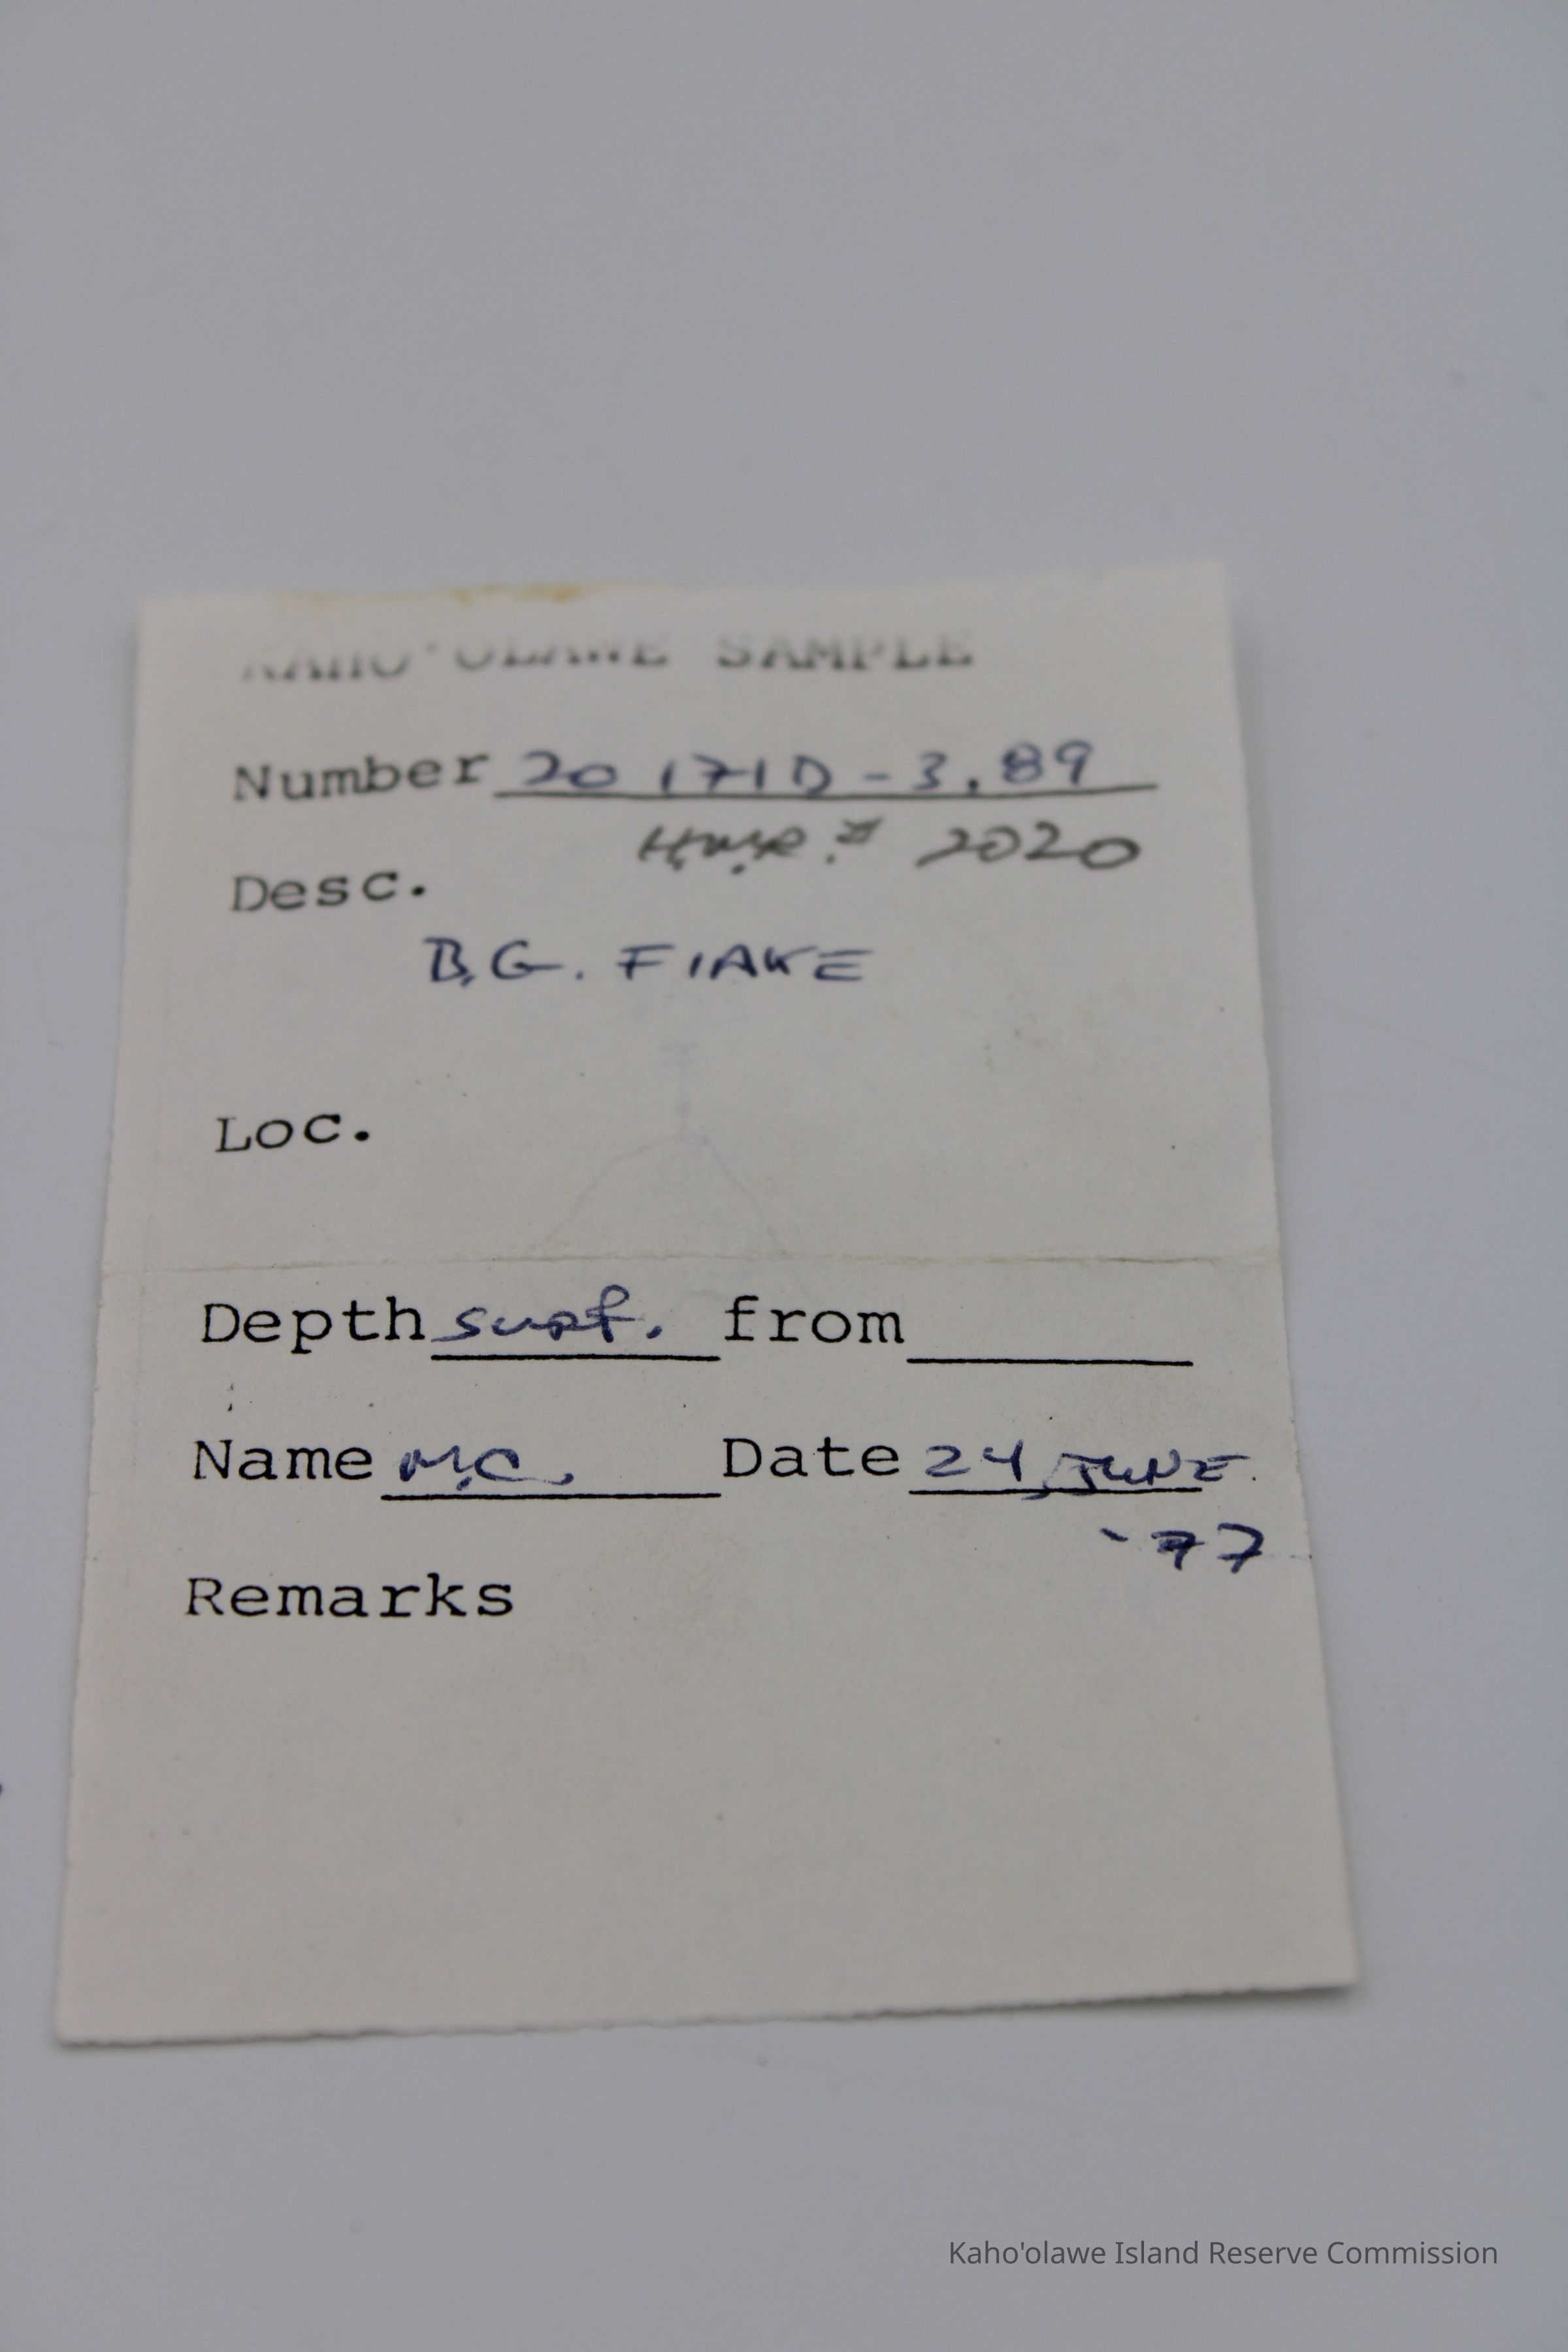 KAHO'OLAWE SAMPLE
Number 20 171D - 3.89
# 2020
Desc.
B.G. FlAKE
Loc.
Depth surf. from
Name M.C. Date 24 JUNE
'77
Remarks
Kaho'olawe Island Reserve Commission